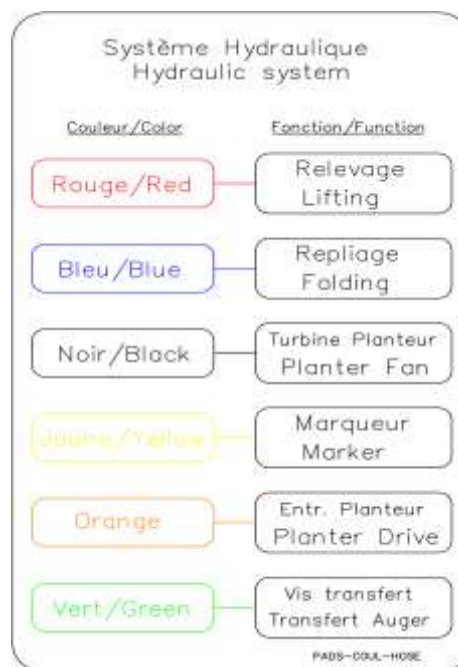 Système Hydraulique
Hydraulic system
Couleur/Color
Fonction/Function
Rouge/Red
Relevage
Lifting
Bleu/Blue
Repliage
Folding
Noir/Black
Turbine Planteur
Planter Fan
Jaune/Yellow
Marqueur
Marker
Orange
Entr. Planteur
Planter Drive
Vert/Green
Vis transfert
Transfert Auger
PADS-COUL-HOSE